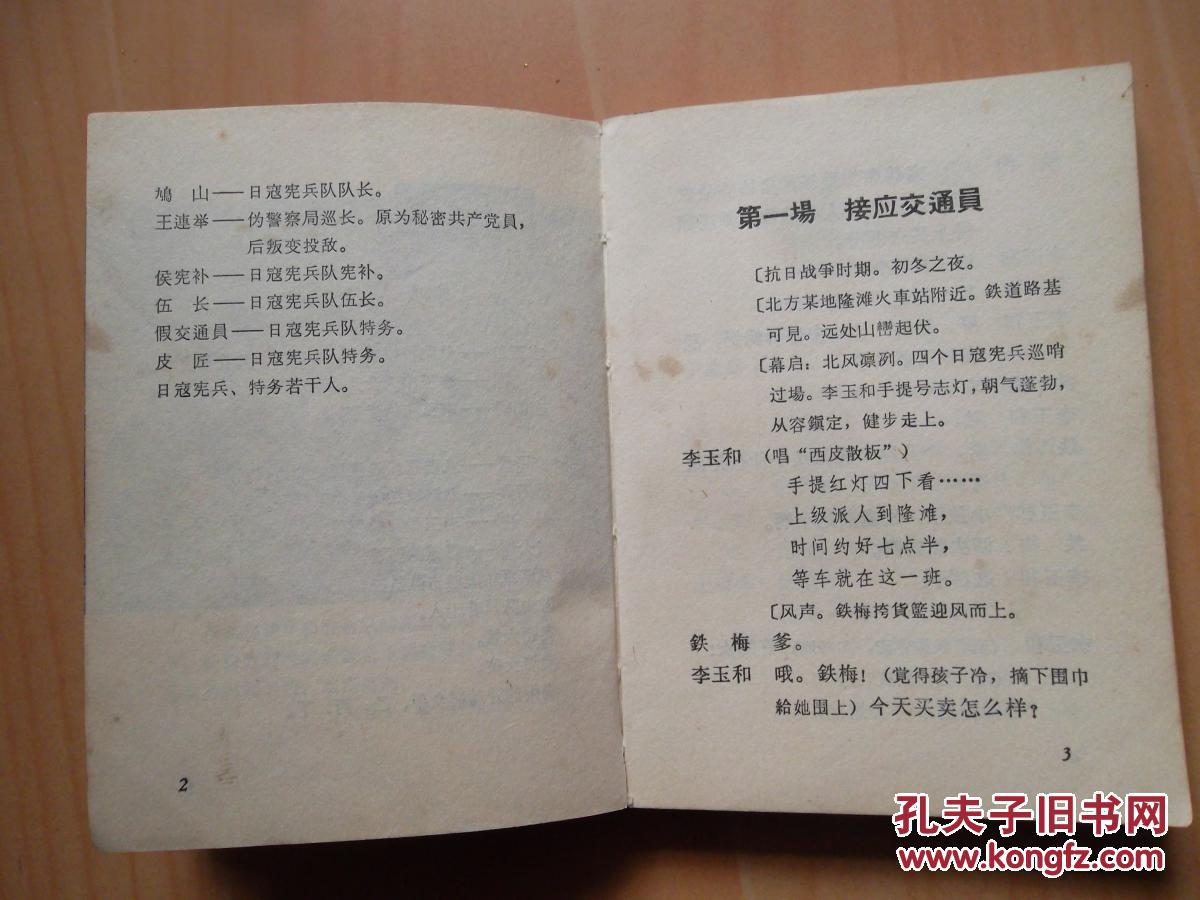 鳩　山——日寇宪兵队队长。
王連举——伪警察局巡长。原为秘密共产党員，
后叛变投敌。
侯宪补——日寇宪兵队宪补。
伍　长——日寇宪兵队伍长。
假交通員——日寇宪兵队特务。
皮　匠——日寇宪兵队特务。
日寇宪兵、特务若干人。
2
第一場　接应交通員
〔抗日战爭时期。初冬之夜。
〔北方某地隆滩火車站附近。鉄道路基
可見。远处山巒起伏。
〔幕启：北风凛冽。四个日寇宪兵巡哨
过場。李玉和手提号志灯，朝气蓬勃，
从容鎭定，健步走上。
李玉和　（唱“西皮散板”）
手提红灯四下看……
上级派人到隆滩，
时间约好七点半，
等车就在这一班。
〔风声。鉄梅挎貨籃迎风而上。
鉄　梅　爹。
李玉和　哦。鉄梅！（覚得孩子冷，摘下围巾
給她围上）今天买卖怎么样？
3
孔夫子旧书网
www.kongfz.com